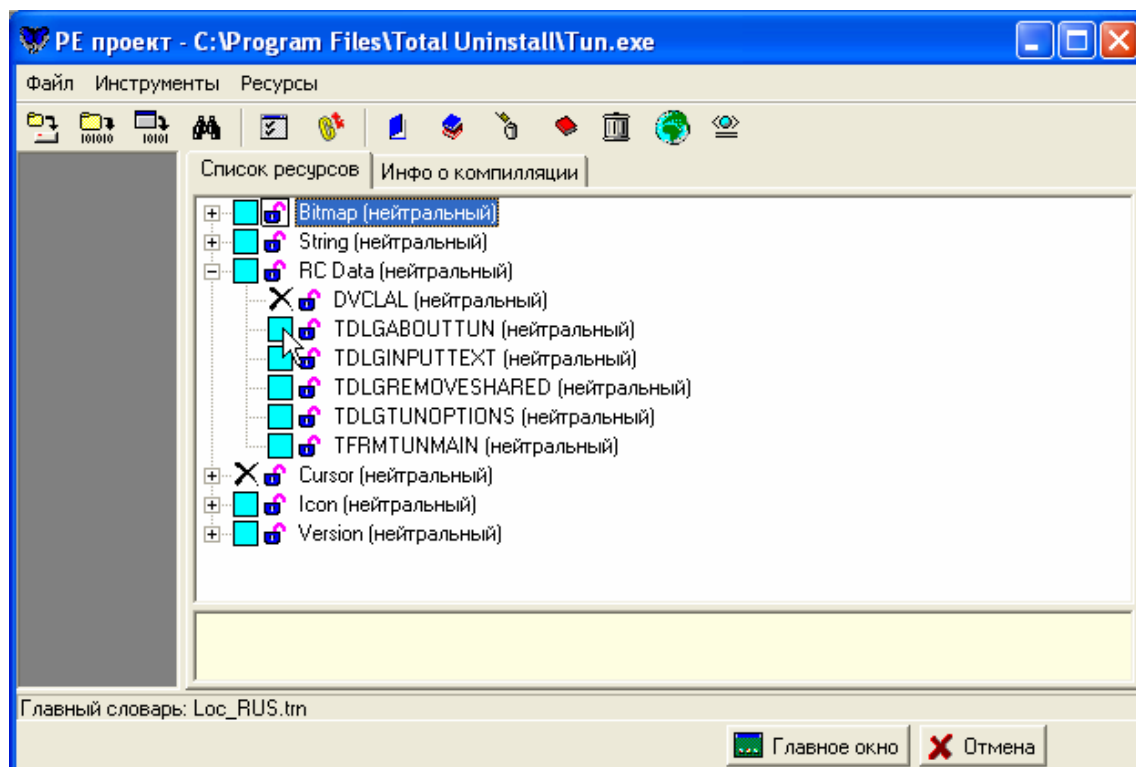 PE проект - C:\Program Files\Total Uninstall\Tun.exe
Файл Инструменты Ресурсы
101010 10101
Список ресурсов Инфо о компилляции
Bitmap (нейтральный)
String (нейтральный)
RC Data (нейтральный)
DVCLAL (нейтральный)
TDLGABOUTTUN (нейтральный)
TDLGINPUTTEXT (нейтральный)
TDLGREMOVESHARED (нейтральный)
TDLGTUNOPTIONS (нейтральный)
TFRMTUNMAIN (нейтральный)
Cursor (нейтральный)
Icon (нейтральный)
Version (нейтральный)
Главный словарь: Loc_RUS.trn
Главное окно Отмена